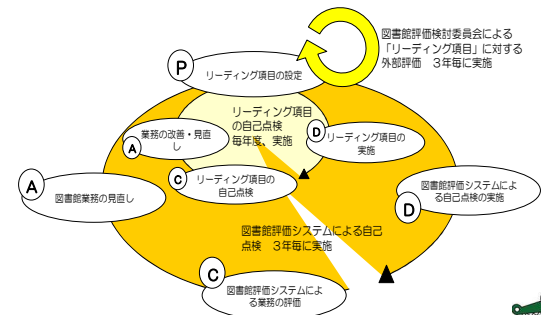 図書館評価検討委員会による
「リーディング項目」に対する
外部評価 3年毎に実施
P
リーディング項目の設定
リーディング項目
の自己点検
毎年度、実施
業務の改善・見直
し
A
D
リーディング項目の
実施
C
リーディング項目の
自己点検
A
図書館業務の見直し
図書館評価システムによ
る自己点検の実施
D
図書館評価システムによる自己
点検 3年毎に実施
C
図書館評価システムによ
る業務の評価